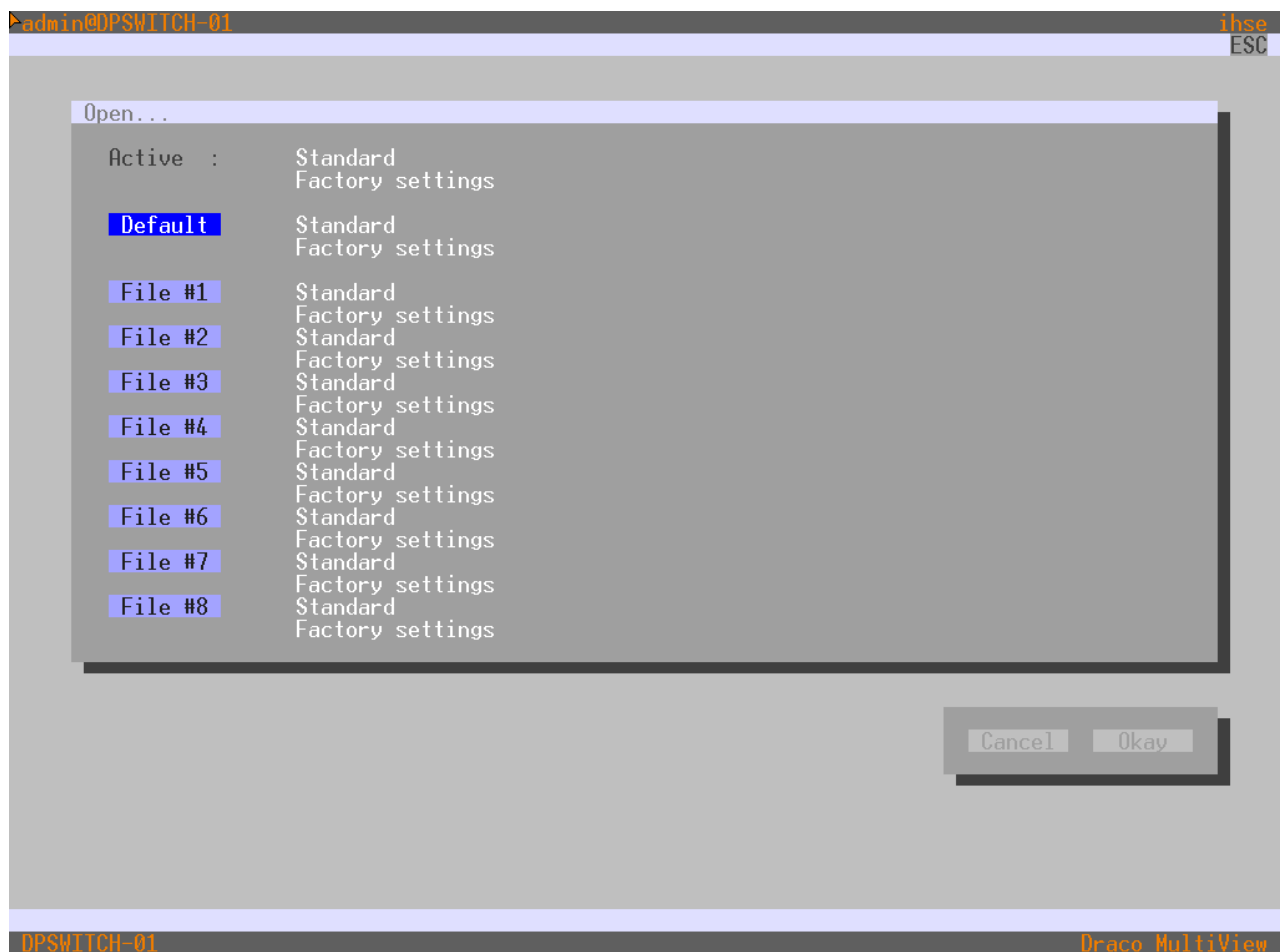 admin@DPSWITCH-01 ihse
ESC
Open...
Active : Standard
Factory settings
Default Standard
Factory settings
File #1 Standard
Factory settings
File #2 Standard
Factory settings
File #3 Standard
Factory settings
File #4 Standard
Factory settings
File #5 Standard
Factory settings
File #6 Standard
Factory settings
File #7 Standard
Factory settings
File #8 Standard
Factory settings
Cancel Okay
DPSWITCH-01 Draco MultiView